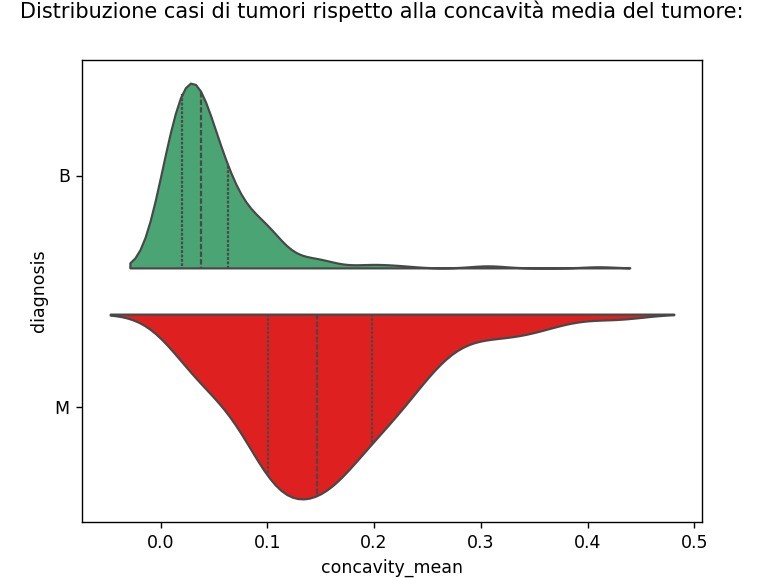 Distribuzione casi di tumori rispetto alla concavità media del tumore:
B
diagnosis
M
0.0 0.1 0.2 0.3 0.4 0.5
concavity_mean